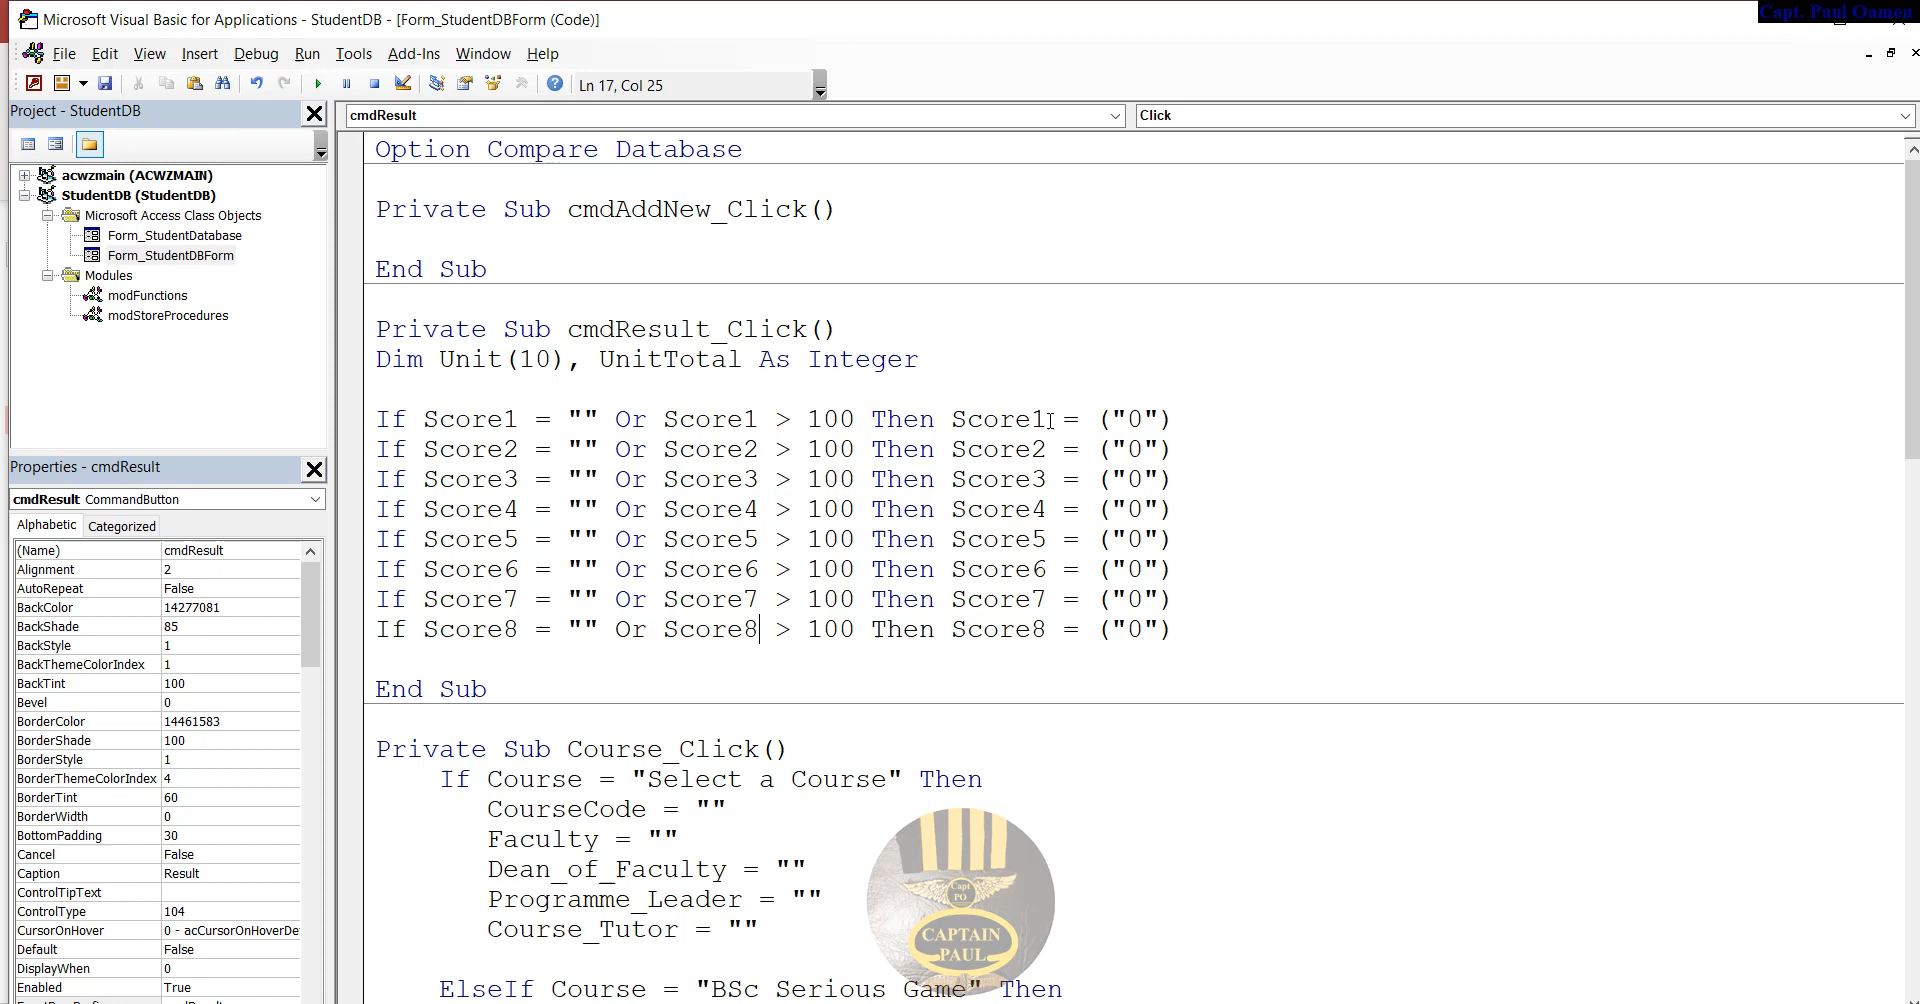 Microsoft Visual Basic for Applications - StudentDB - [Form_StudentDBForm (Code)]
Capt. Paul Oamen
File Edit View Insert Debug Run Tools Add-Ins Window Help
Ln 17, Col 25
Project - StudentDB
cmdResult
Click
acwzmain (ACWZMAIN)
StudentDB (StudentDB)
Microsoft Access Class Objects
Form_StudentDatabase
Form_StudentDBForm
Modules
modFunctions
modStoreProcedures
Properties - cmdResult
cmdResult CommandButton
Alphabetic Categorized
(Name) cmdResult
Alignment 2
AutoRepeat False
BackColor 14277081
BackShade 85
BackStyle 1
BackThemeColorIndex 1
BackTint 100
Bevel 0
BorderColor 14461583
BorderShade 100
BorderStyle 1
BorderThemeColorIndex 4
BorderTint 60
BorderWidth 0
BottomPadding 30
Cancel False
Caption Result
ControlTipText
ControlType 104
CursorOnHover 0 - acCursorOnHoverDe
Default False
DisplayWhen 0
Enabled True
Option Compare Database
Private Sub cmdAddNew_Click()
End Sub
Private Sub cmdResult_Click()
Dim Unit(10), UnitTotal As Integer
If Score1 = "" Or Score1 > 100 Then Score1 = ("0")
If Score2 = "" Or Score2 > 100 Then Score2 = ("0")
If Score3 = "" Or Score3 > 100 Then Score3 = ("0")
If Score4 = "" Or Score4 > 100 Then Score4 = ("0")
If Score5 = "" Or Score5 > 100 Then Score5 = ("0")
If Score6 = "" Or Score6 > 100 Then Score6 = ("0")
If Score7 = "" Or Score7 > 100 Then Score7 = ("0")
If Score8 = "" Or Score8 > 100 Then Score8 = ("0")
End Sub
Private Sub Course_Click()
If Course = "Select a Course" Then
CourseCode = ""
Faculty = ""
Dean_of_Faculty = ""
Programme_Leader = ""
Course_Tutor = ""
ElseIf Course = "BSc Serious Game" Then
Capt
PO
CAPTAIN
PAUL